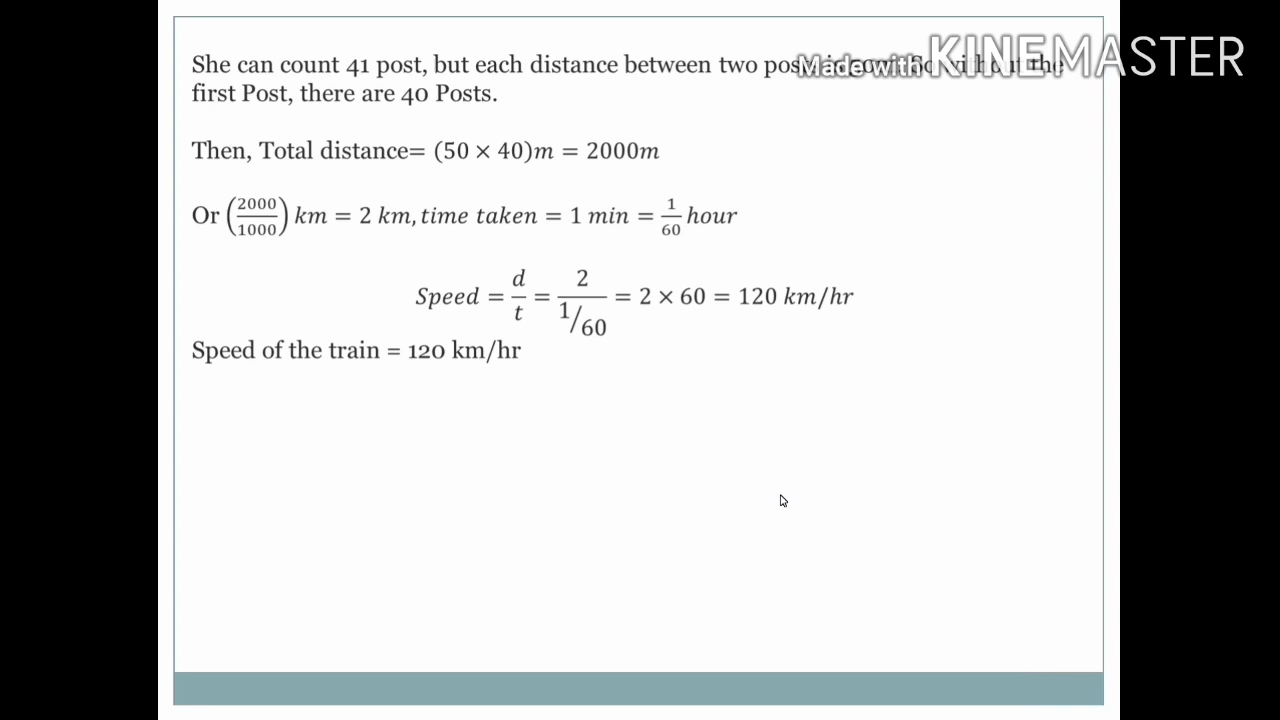 She can count 41 post, but each distance between two posts is the
Made with KINEMASTER
first Post, there are 40 Posts.
Then, Total distance= (50 × 40)m = 2000m
Or (2000/1000) km = 2 km, time taken = 1 min = 1/60 hour
Speed = d/t = 2/(1/60) = 2 × 60 = 120 km/hr
Speed of the train = 120 km/hr